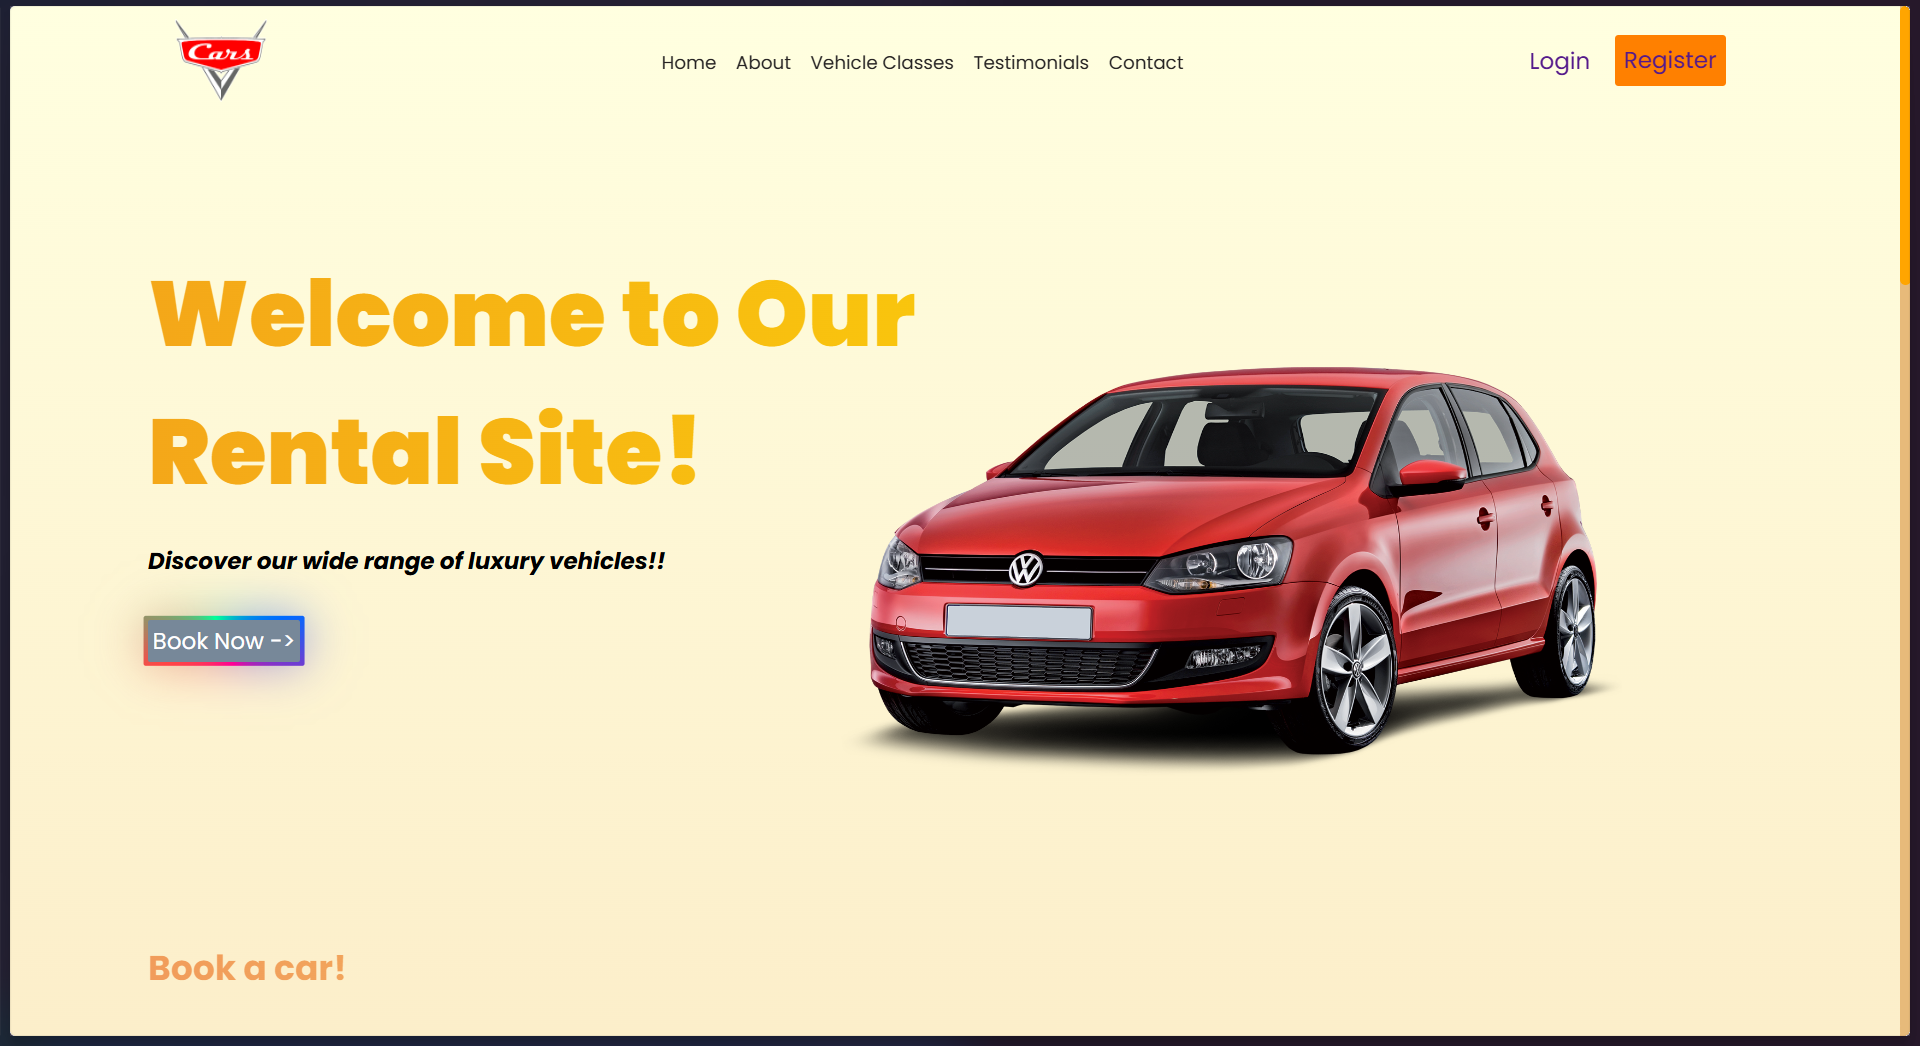 Cars
Home About Vehicle Classes Testimonials Contact
Login Register
Welcome to Our
Rental Site!
Discover our wide range of luxury vehicles!!
Book Now ->
Book a car!